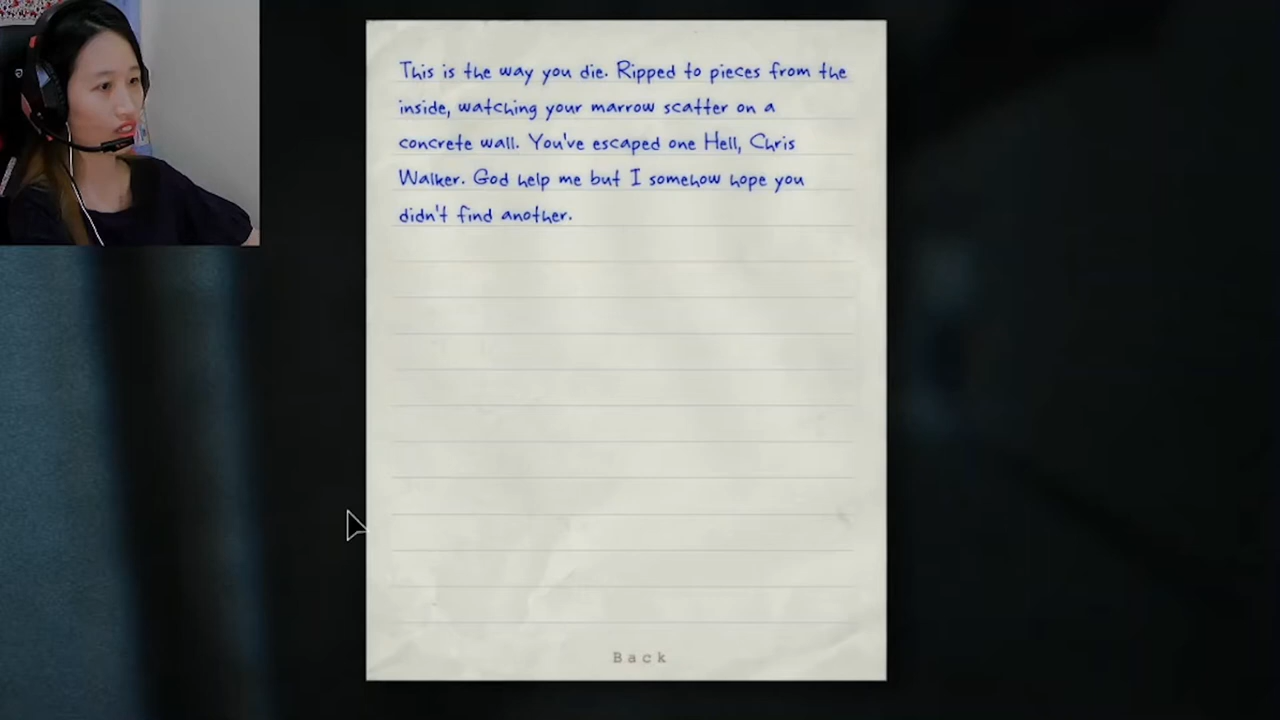 This is the way you die. Ripped to pieces from the
inside, watching your marrow scatter on a
concrete wall. You've escaped one Hell, Chris
Walker. God help me but I somehow hope you
didn't find another.
Back